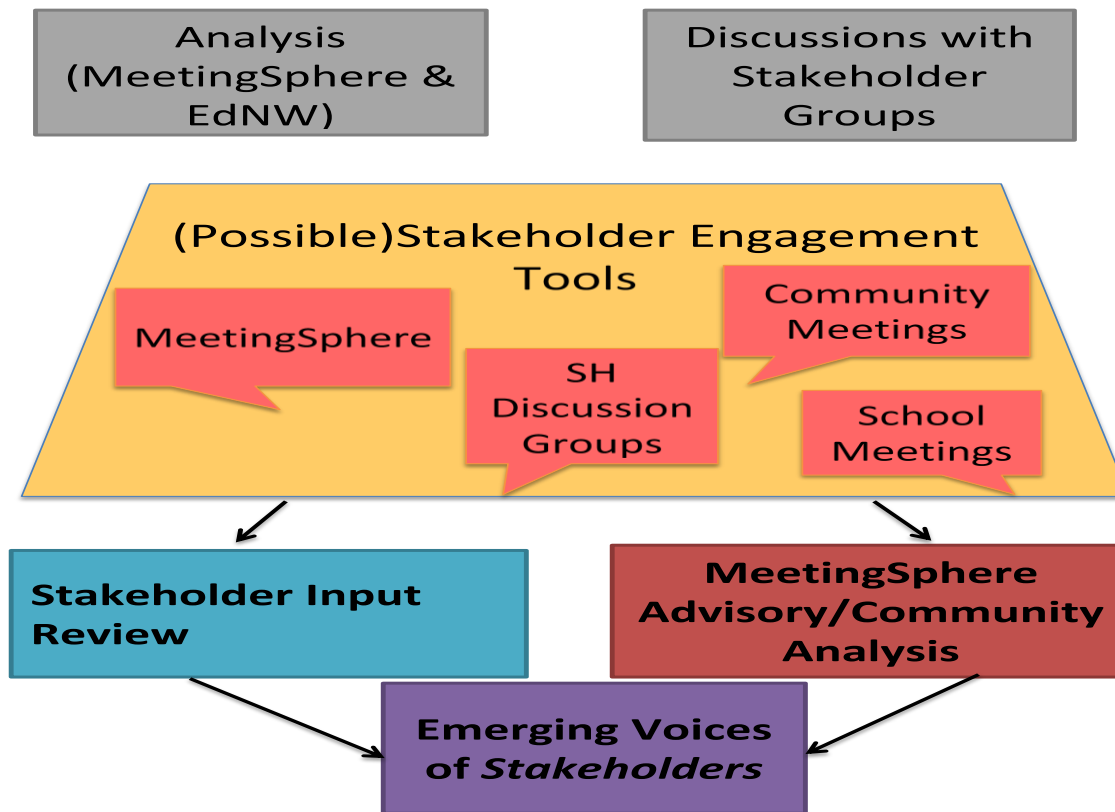 Analysis
(MeetingSphere &
EdNW)
Discussions with
Stakeholder
Groups
(Possible)Stakeholder Engagement
Tools
MeetingSphere
SH
Discussion
Groups
Community
Meetings
School
Meetings
Stakeholder Input
Review
MeetingSphere
Advisory/Community
Analysis
Emerging Voices
of Stakeholders